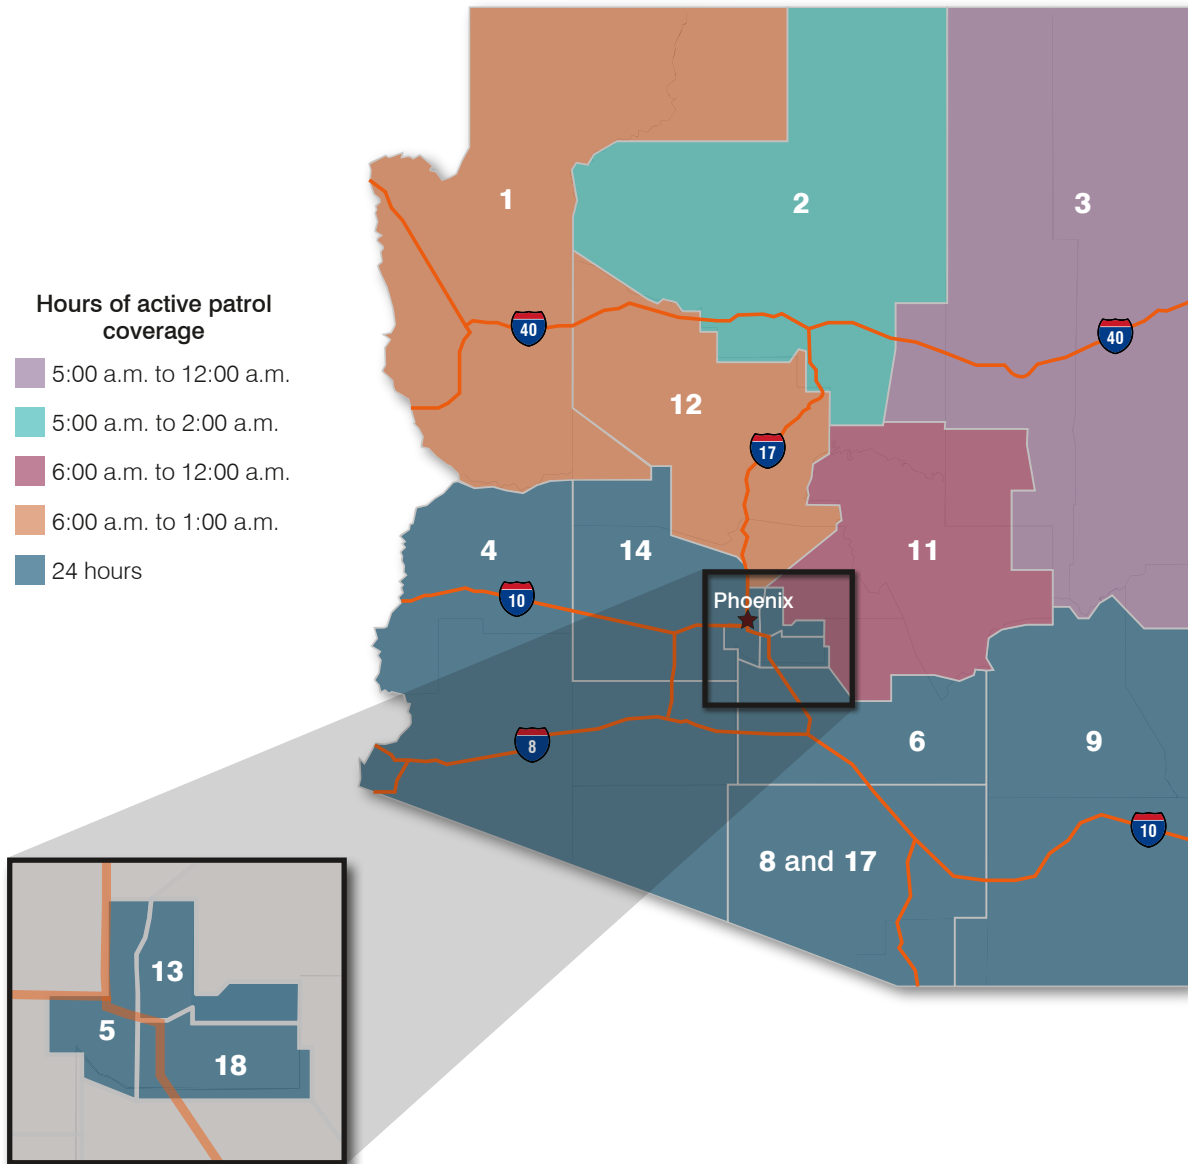 1
2
3
Hours of active patrol
coverage
5:00 a.m. to 12:00 a.m.
5:00 a.m. to 2:00 a.m.
6:00 a.m. to 12:00 a.m.
6:00 a.m. to 1:00 a.m.
24 hours
40
40
12
17
4
14
11
10
Phoenix
8
6
9
10
8 and 17
13
5
18